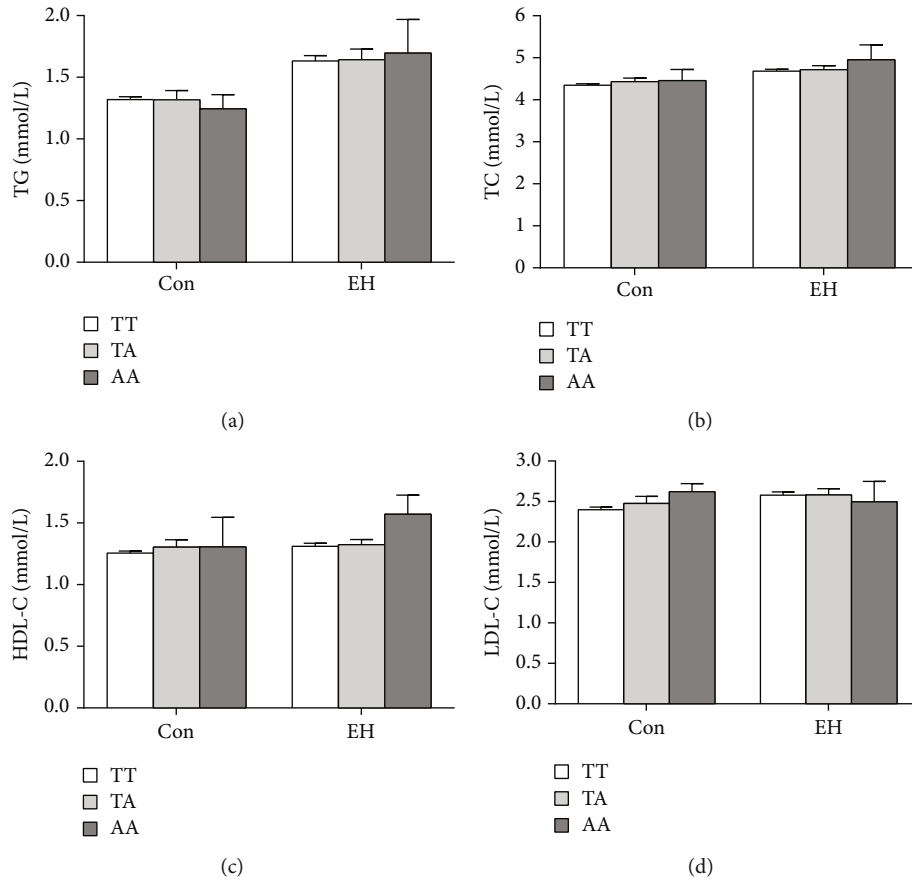 2.0
1.5
1.0
0.5
0.0
TG (mmol/L)
Con
EH
TT
TA
AA
(a)
6
5
4
3
2
1
0
TC (mmol/L)
Con
EH
TT
TA
AA
(b)
2.0
1.5
1.0
0.5
0.0
HDL-C (mmol/L)
Con
EH
TT
TA
AA
(c)
3.0
2.5
2.0
1.5
1.0
0.5
0.0
LDL-C (mmol/L)
Con
EH
TT
TA
AA
(d)